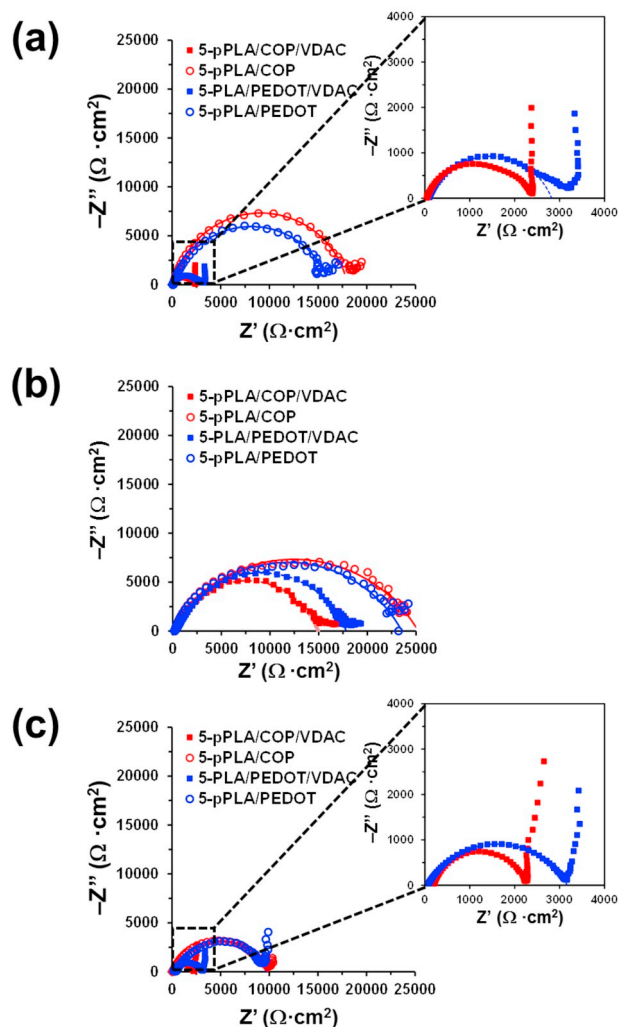 (a)
25000
20000
15000
10000
5000
0
–Z'' (Ω·cm²)
5-pPLA/COP/VDAC
5-pPLA/COP
5-PLA/PEDOT/VDAC
5-pPLA/PEDOT
0 5000 10000 15000 20000 25000
Z' (Ω·cm²)
4000
3000
2000
1000
0
–Z'' (Ω·cm²)
0 1000 2000 3000 4000
Z' (Ω·cm²)
(b)
25000
20000
15000
10000
5000
0
–Z'' (Ω·cm²)
5-pPLA/COP/VDAC
5-pPLA/COP
5-PLA/PEDOT/VDAC
5-pPLA/PEDOT
0 5000 10000 15000 20000 25000
Z' (Ω·cm²)
(c)
25000
20000
15000
10000
5000
0
–Z'' (Ω·cm²)
5-pPLA/COP/VDAC
5-pPLA/COP
5-PLA/PEDOT/VDAC
5-pPLA/PEDOT
0 5000 10000 15000 20000 25000
Z' (Ω·cm²)
4000
3000
2000
1000
0
–Z'' (Ω·cm²)
0 1000 2000 3000 4000
Z' (Ω·cm²)